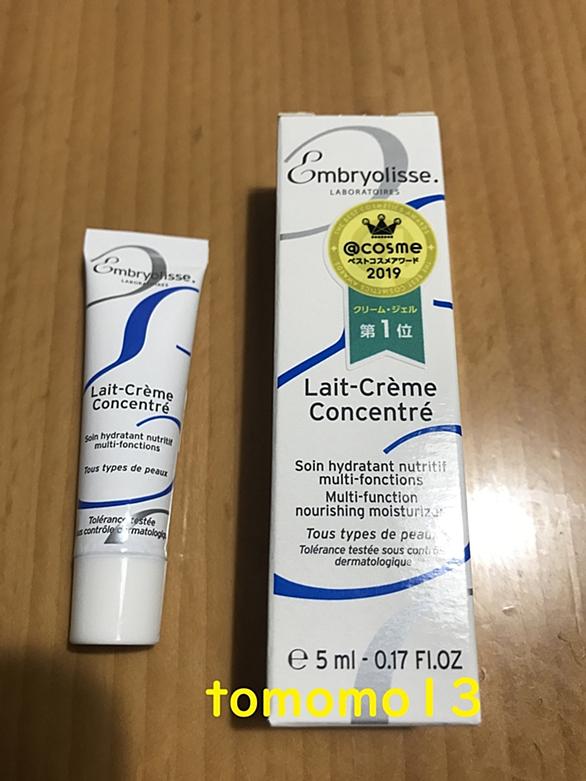 Embryolisse.
LABORATOIRES
Lait-Crème
Concentré
Soin hydratant nutritif
multi-fonctions
Tous types de peaux
Tolérance testée
contrôle dermatologique
Embryolisse.
LABORATOIRES
@cosme
ベストコスメアワード
2019
クリーム・ジェル
第1位
Lait-Crème
Concentré
Soin hydratant nutritif
multi-fonctions
Multi-function
nourishing moisturizer
Tous types de peaux
Tolérance testée sous contrôle
dermatologique
e 5 ml - 0.17 Fl.OZ
tomomo13